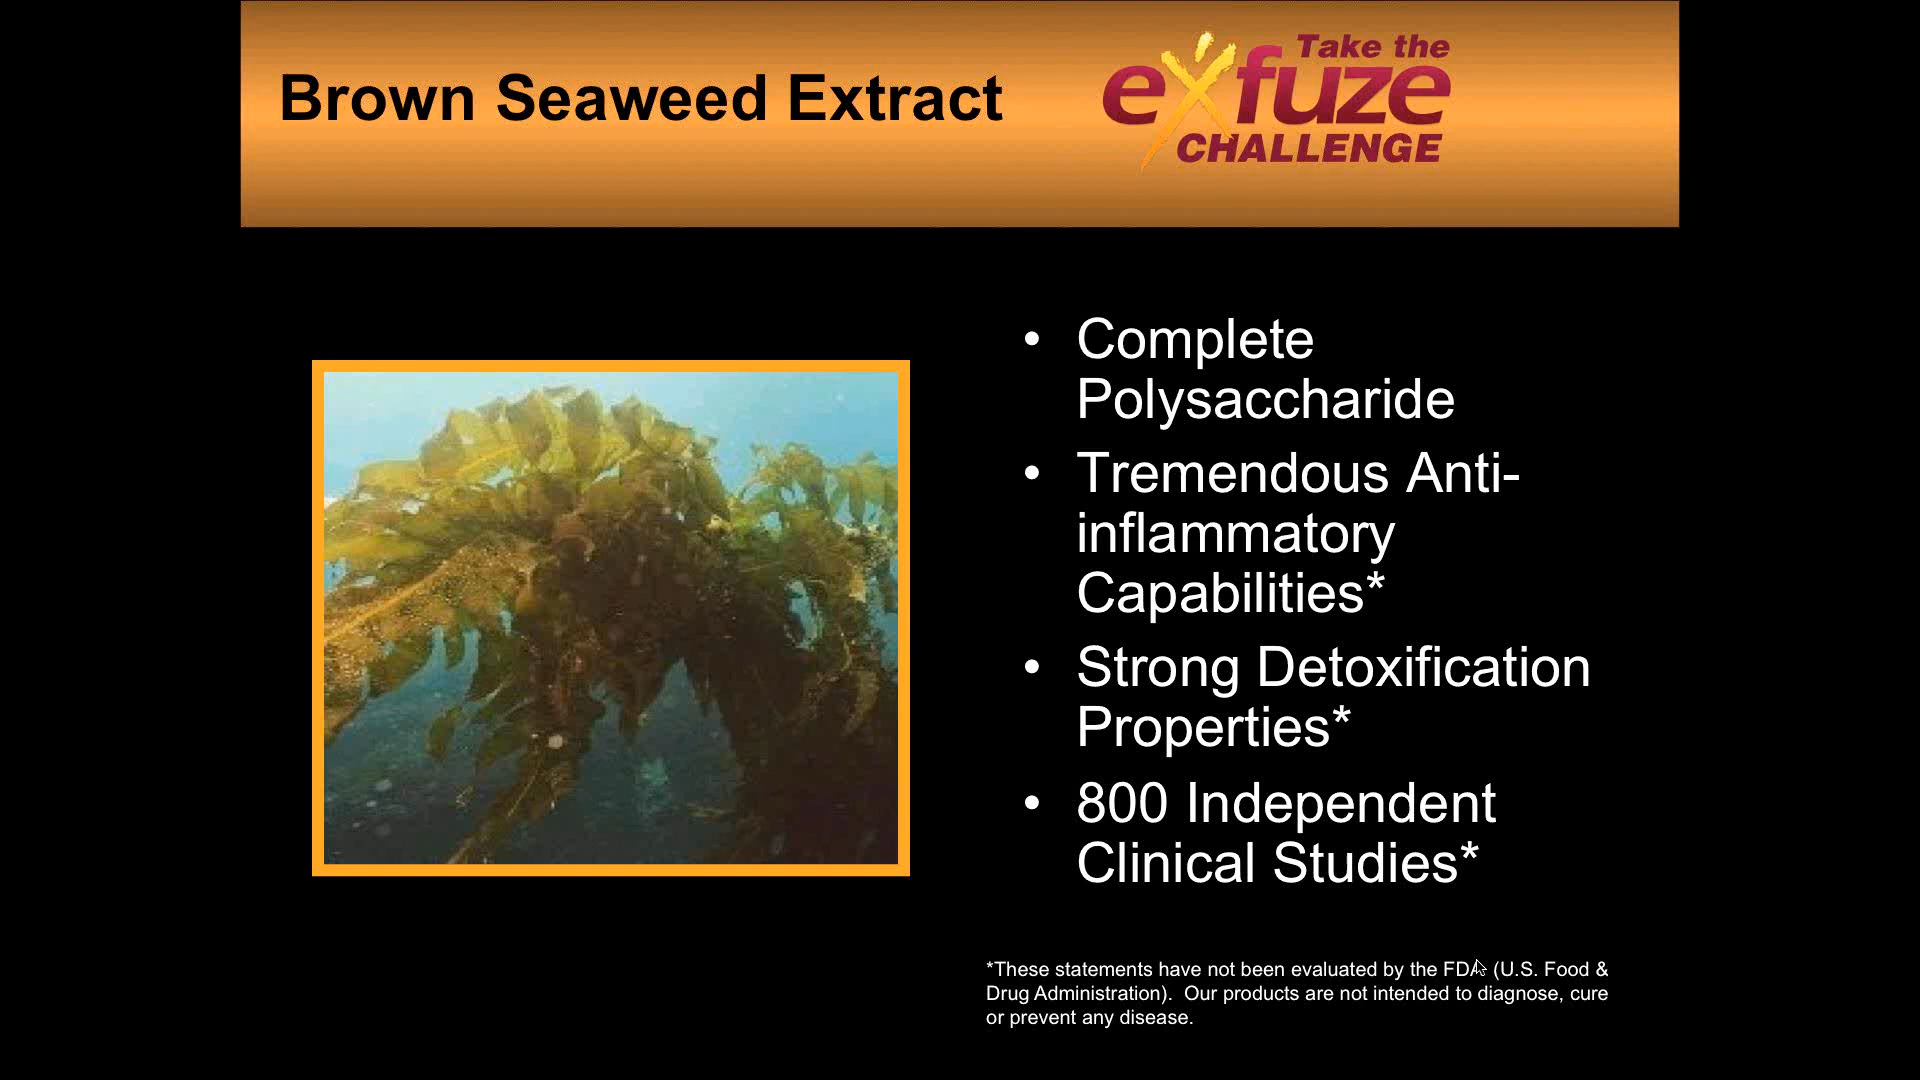 Brown Seaweed Extract
Take the
exfuze
CHALLENGE
• Complete
Polysaccharide
• Tremendous Anti-
inflammatory
Capabilities*
• Strong Detoxification
Properties*
• 800 Independent
Clinical Studies*
*These statements have not been evaluated by the FDA (U.S. Food &
Drug Administration).  Our products are not intended to diagnose, cure
or prevent any disease.